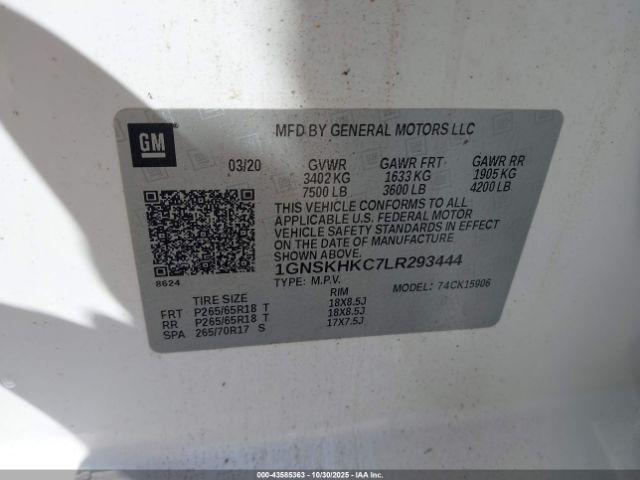 GM
MFD BY GENERAL MOTORS LLC
03/20 GVWR GAWR FRT GAWR RR
3402 KG 1633 KG 1905 KG
7500 LB 3600 LB 4200 LB
THIS VEHICLE CONFORMS TO ALL
APPLICABLE U.S. FEDERAL MOTOR
VEHICLE SAFETY STANDARDS IN EFFECT
ON THE DATE OF MANUFACTURE
SHOWN ABOVE.
1GNSKHKC7LR293444
8624
TYPE: M.P.V. MODEL: 74CK15906
TIRE SIZE RIM
FRT P265/65R18 T 18X8.5J
RR P265/65R18 T 18X8.5J
SPA 265/70R17 S 17X7.5J
000-43585363 - 10/30/2025 - IAAI.com